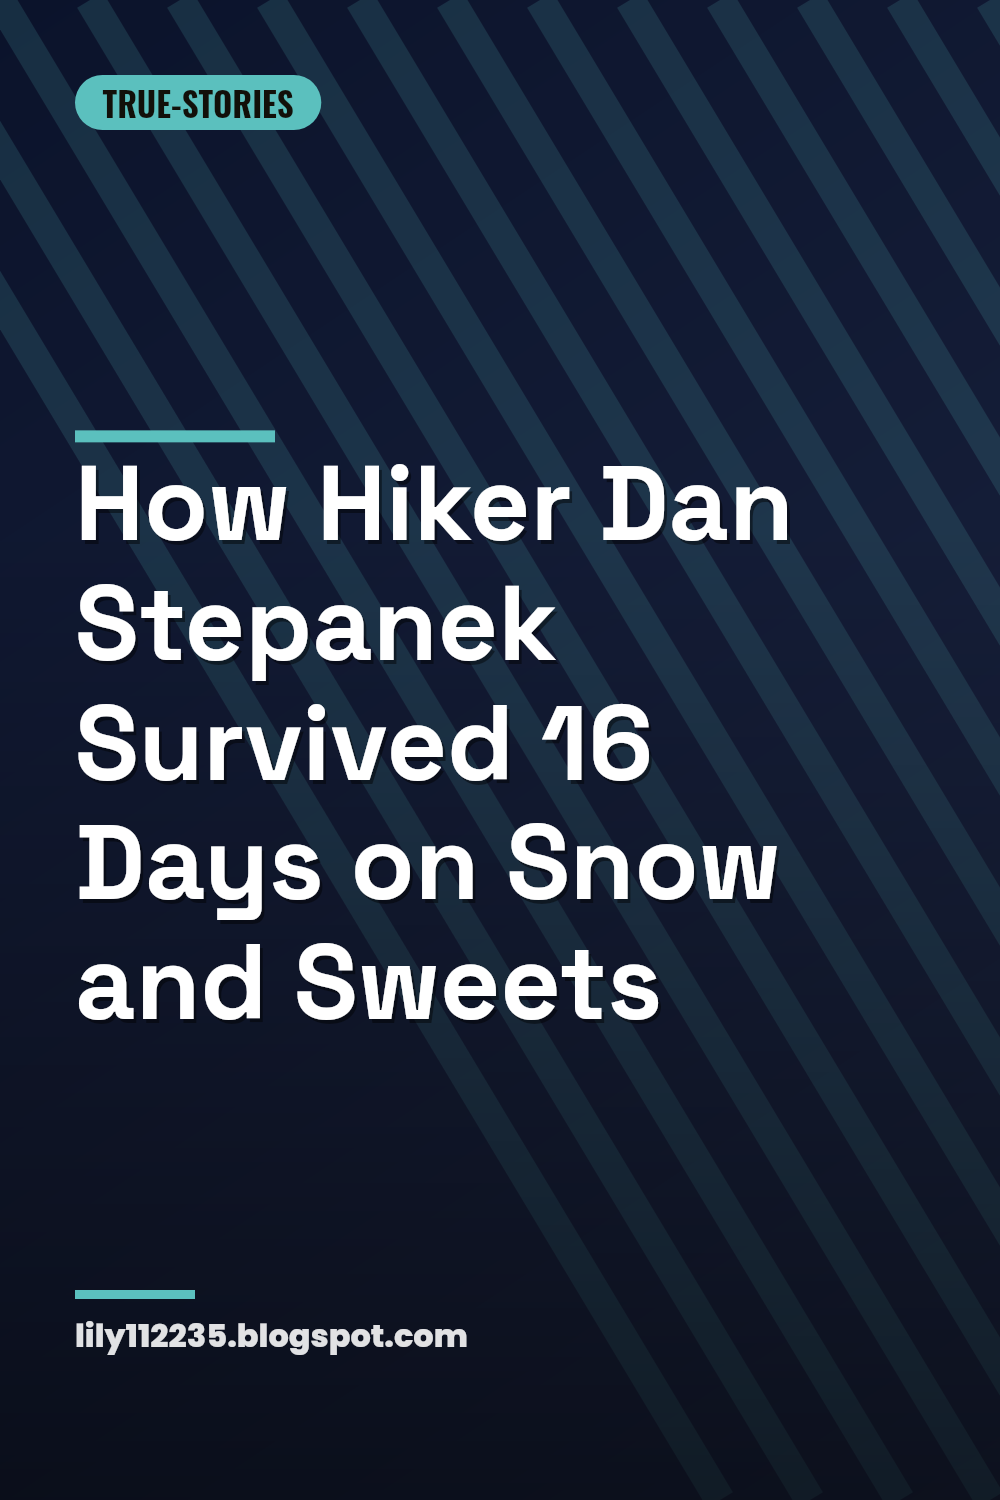 TRUE-STORIES
How Hiker Dan
Stepanek
Survived 16
Days on Snow
and Sweets
lily112235.blogspot.com